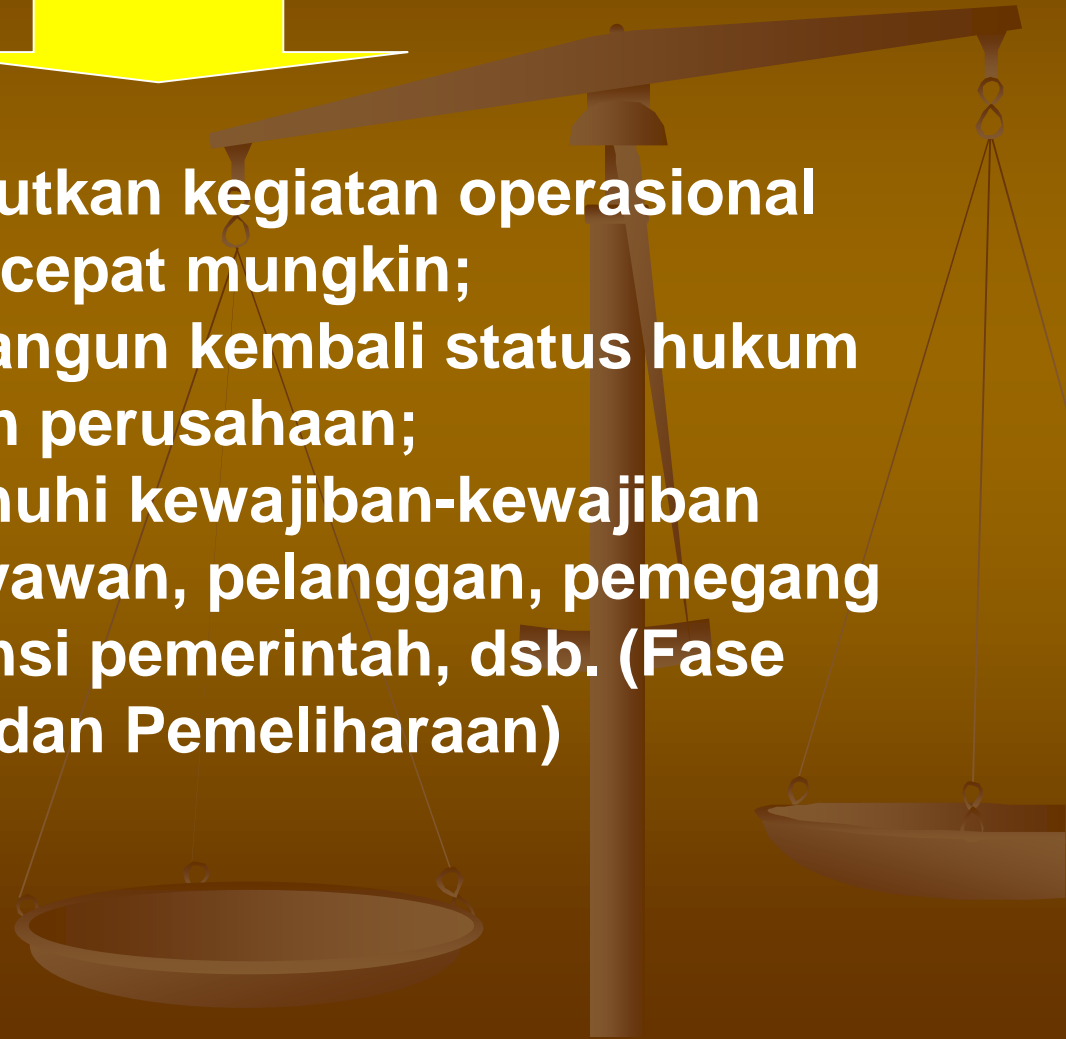 utkan kegiatan operasional
cepat mungkin;
angun kembali status hukum
n perusahaan;
nuhi kewajiban-kewajiban
yawan, pelanggan, pemegang
nsi pemerintah, dsb. (Fase
dan Pemeliharaan)